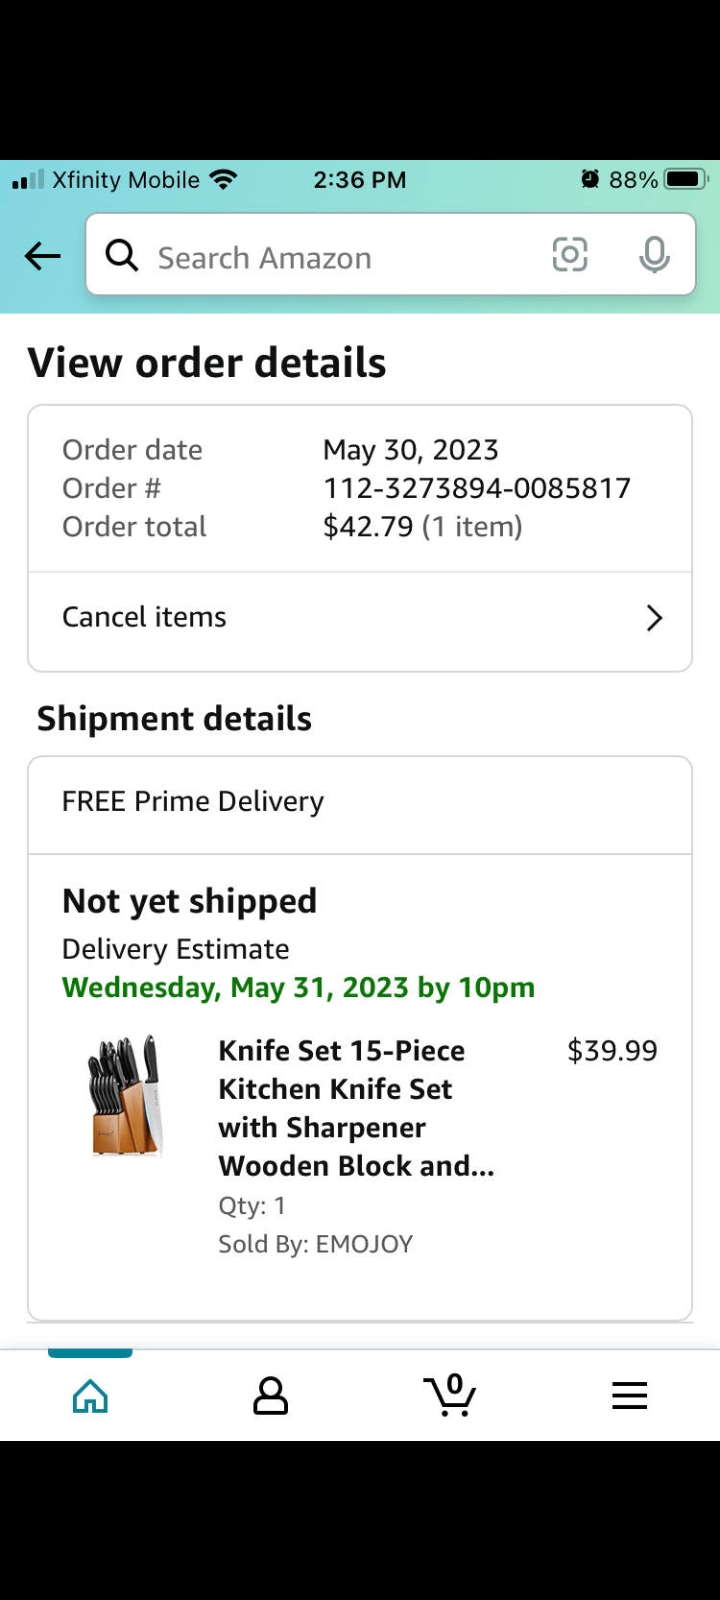 Xfinity Mobile 2:36 PM 88%
Search Amazon
View order details
Order date May 30, 2023
Order # 112-3273894-0085817
Order total $42.79 (1 item)
Cancel items
Shipment details
FREE Prime Delivery
Not yet shipped
Delivery Estimate
Wednesday, May 31, 2023 by 10pm
Knife Set 15-Piece $39.99
Kitchen Knife Set
with Sharpener
Wooden Block and...
Qty: 1
Sold By: EMOJOY
0